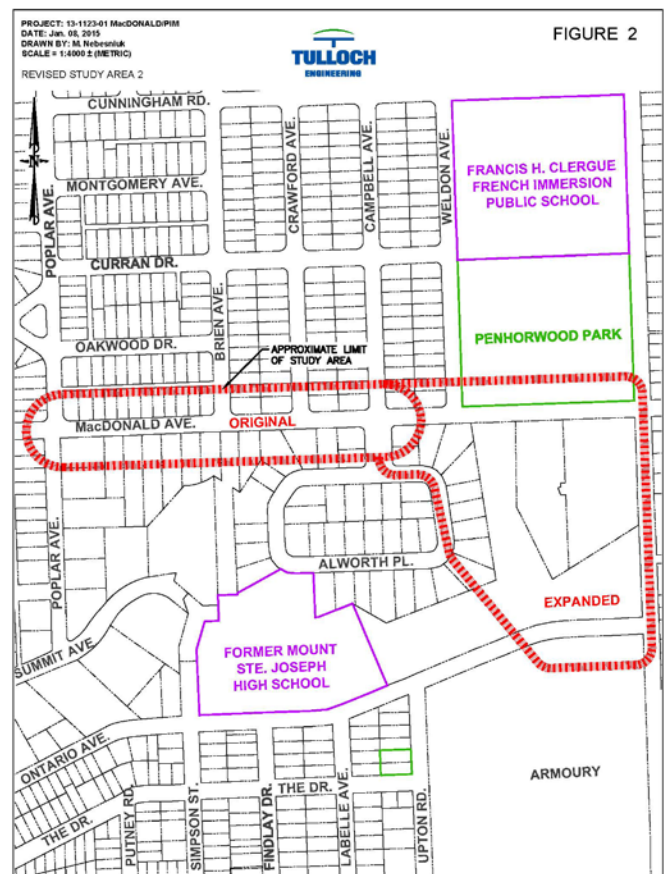 PROJECT: 13-1123-01 MacDONALD/PIM
DATE: Jan. 08, 2015
DRAWN BY: M. Nebesniuk
SCALE = 1:4000 ± (METRIC)
REVISED STUDY AREA 2
TULLOCH
ENGINEERING
FIGURE 2
N
CUNNINGHAM RD.
MONTGOMERY AVE.
POPLAR AVE.
CURRAN DR.
OAKWOOD DR.
BRIEN AVE.
CRAWFORD AVE.
CAMPBELL AVE.
WELDON AVE.
FRANCIS H. CLERGUE
FRENCH IMMERSION
PUBLIC SCHOOL
PENHORWOOD PARK
APPROXIMATE LIMIT
OF STUDY AREA
MacDONALD AVE.
ORIGINAL
POPLAR AVE.
ALWORTH PL.
EXPANDED
SUMMIT AVE
FORMER MOUNT
STE. JOSEPH
HIGH SCHOOL
ONTARIO AVE.
THE DR.
PUTNEY RD.
SIMPSON ST.
FINDLAY DR.
THE DR.
LABELLE AVE.
UPTON RD.
ARMOURY